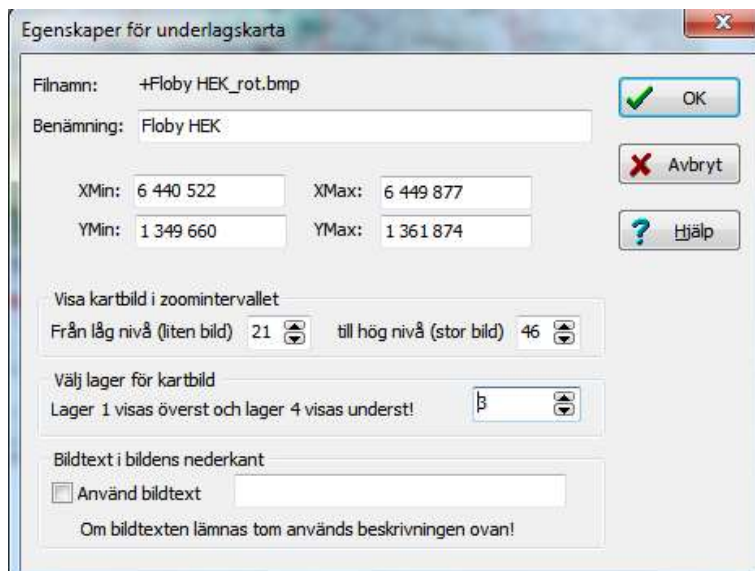 Egenskaper för underlagskarta
Filnamn: +Floby HEK_rot.bmp
OK
Benämning: Floby HEK
Avbryt
XMin: 6 440 522 XMax: 6 449 877
YMin: 1 349 660 YMax: 1 361 874
Hjälp
Visa kartbild i zoomintervallet
Från låg nivå (liten bild) 21 till hög nivå (stor bild) 46
Välj lager för kartbild
Lager 1 visas överst och lager 4 visas underst! 3
Bildtext i bildens nederkant
Använd bildtext
Om bildtexten lämnas tom används beskrivningen ovan!